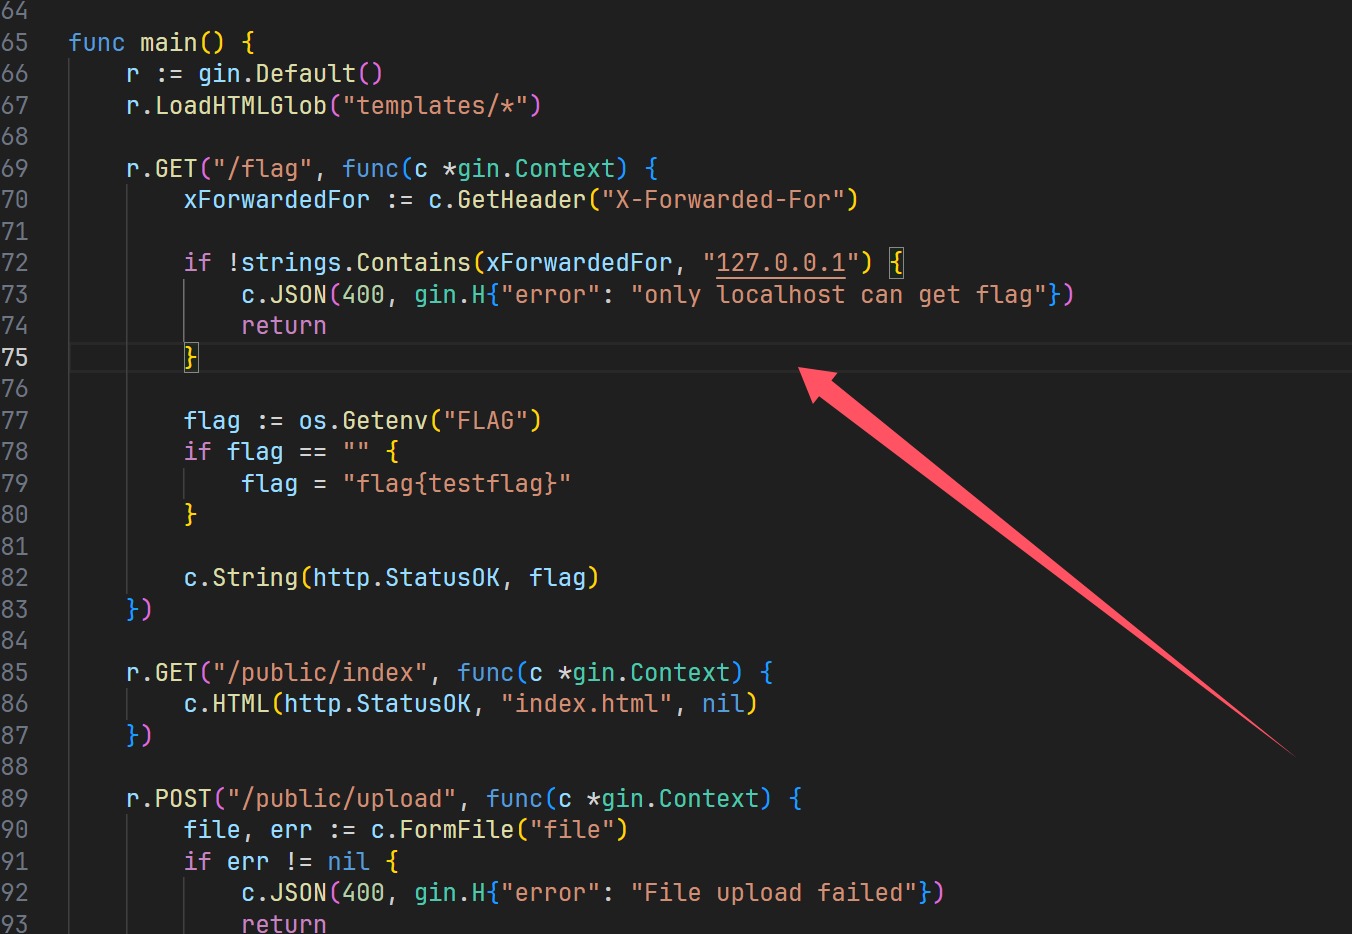 64
65 func main() {
66 r := gin.Default()
67 r.LoadHTMLGlob("templates/*")
68
69 r.GET("/flag", func(c *gin.Context) {
70 xForwardedFor := c.GetHeader("X-Forwarded-For")
71
72 if !strings.Contains(xForwardedFor, "127.0.0.1") {
73 c.JSON(400, gin.H{"error": "only localhost can get flag"})
74 return
75 }
76
77 flag := os.Getenv("FLAG")
78 if flag == "" {
79 flag = "flag{testflag}"
80 }
81
82 c.String(http.StatusOK, flag)
83 })
84
85 r.GET("/public/index", func(c *gin.Context) {
86 c.HTML(http.StatusOK, "index.html", nil)
87 })
88
89 r.POST("/public/upload", func(c *gin.Context) {
90 file, err := c.FormFile("file")
91 if err != nil {
92 c.JSON(400, gin.H{"error": "File upload failed"})
93 return